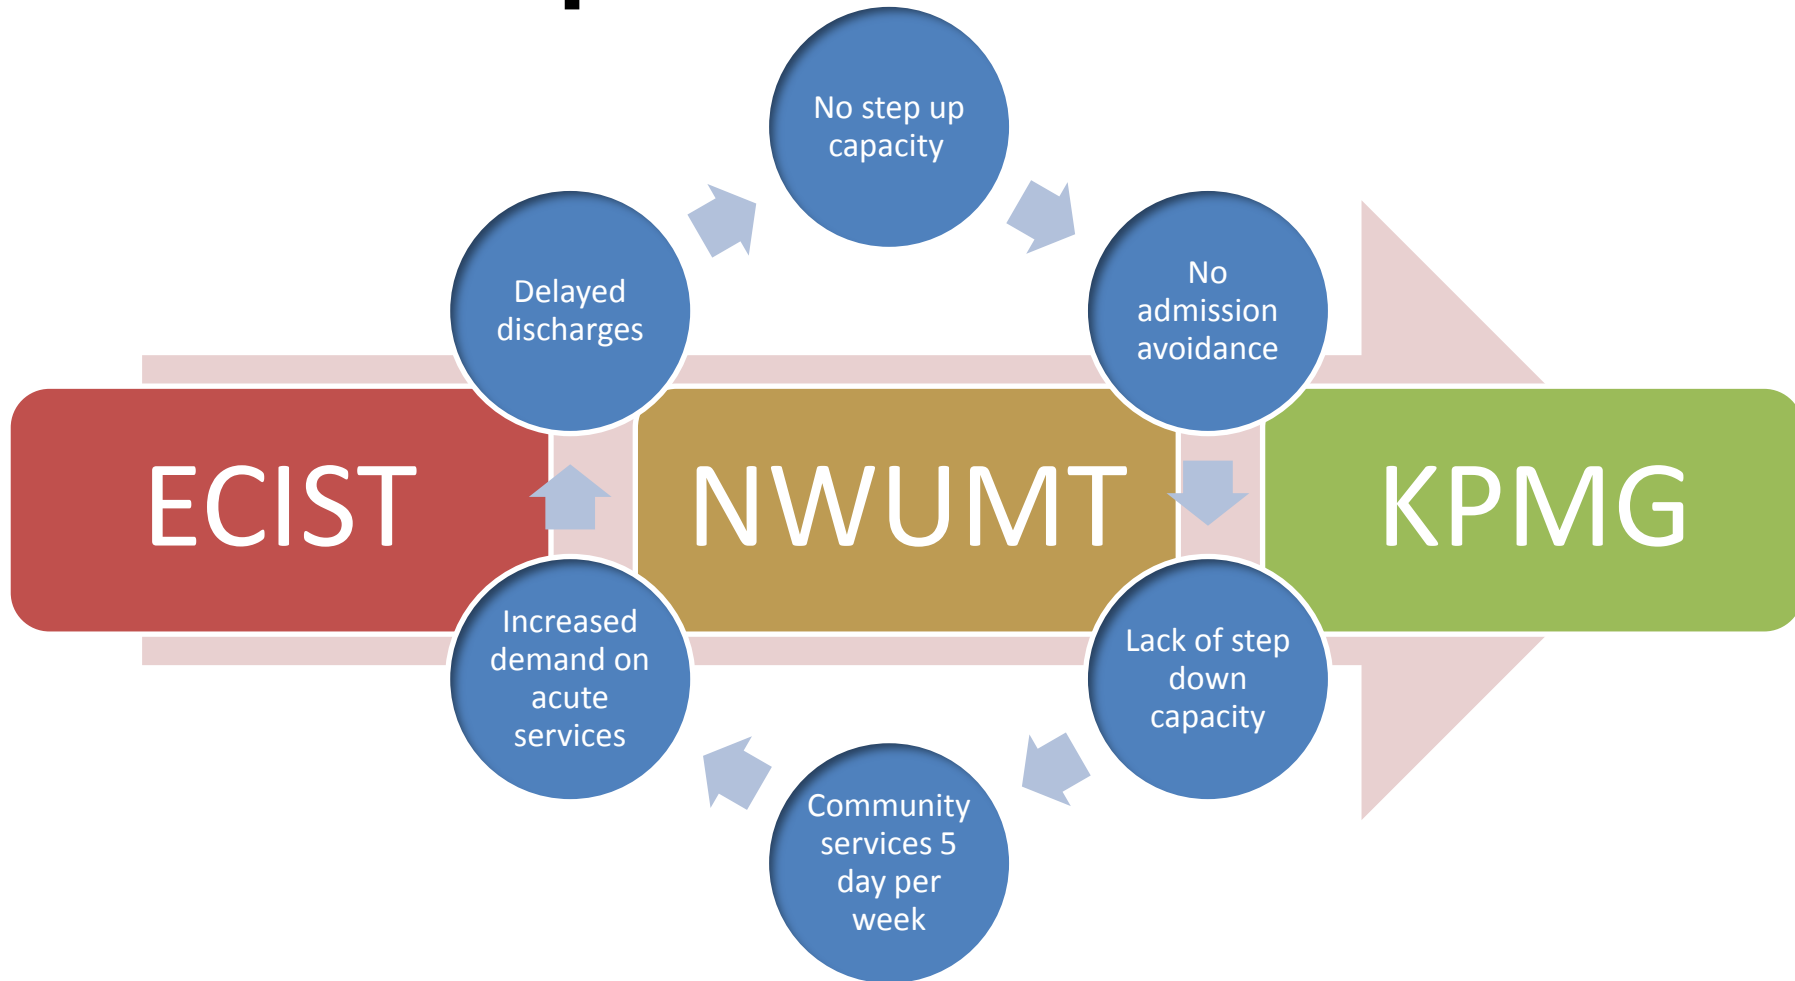 No step up
capacity
Delayed
discharges
No
admission
avoidance
ECIST
NWUMT
KPMG
Increased
demand on
acute
services
Lack of step
down
capacity
Community
services 5
day per
week